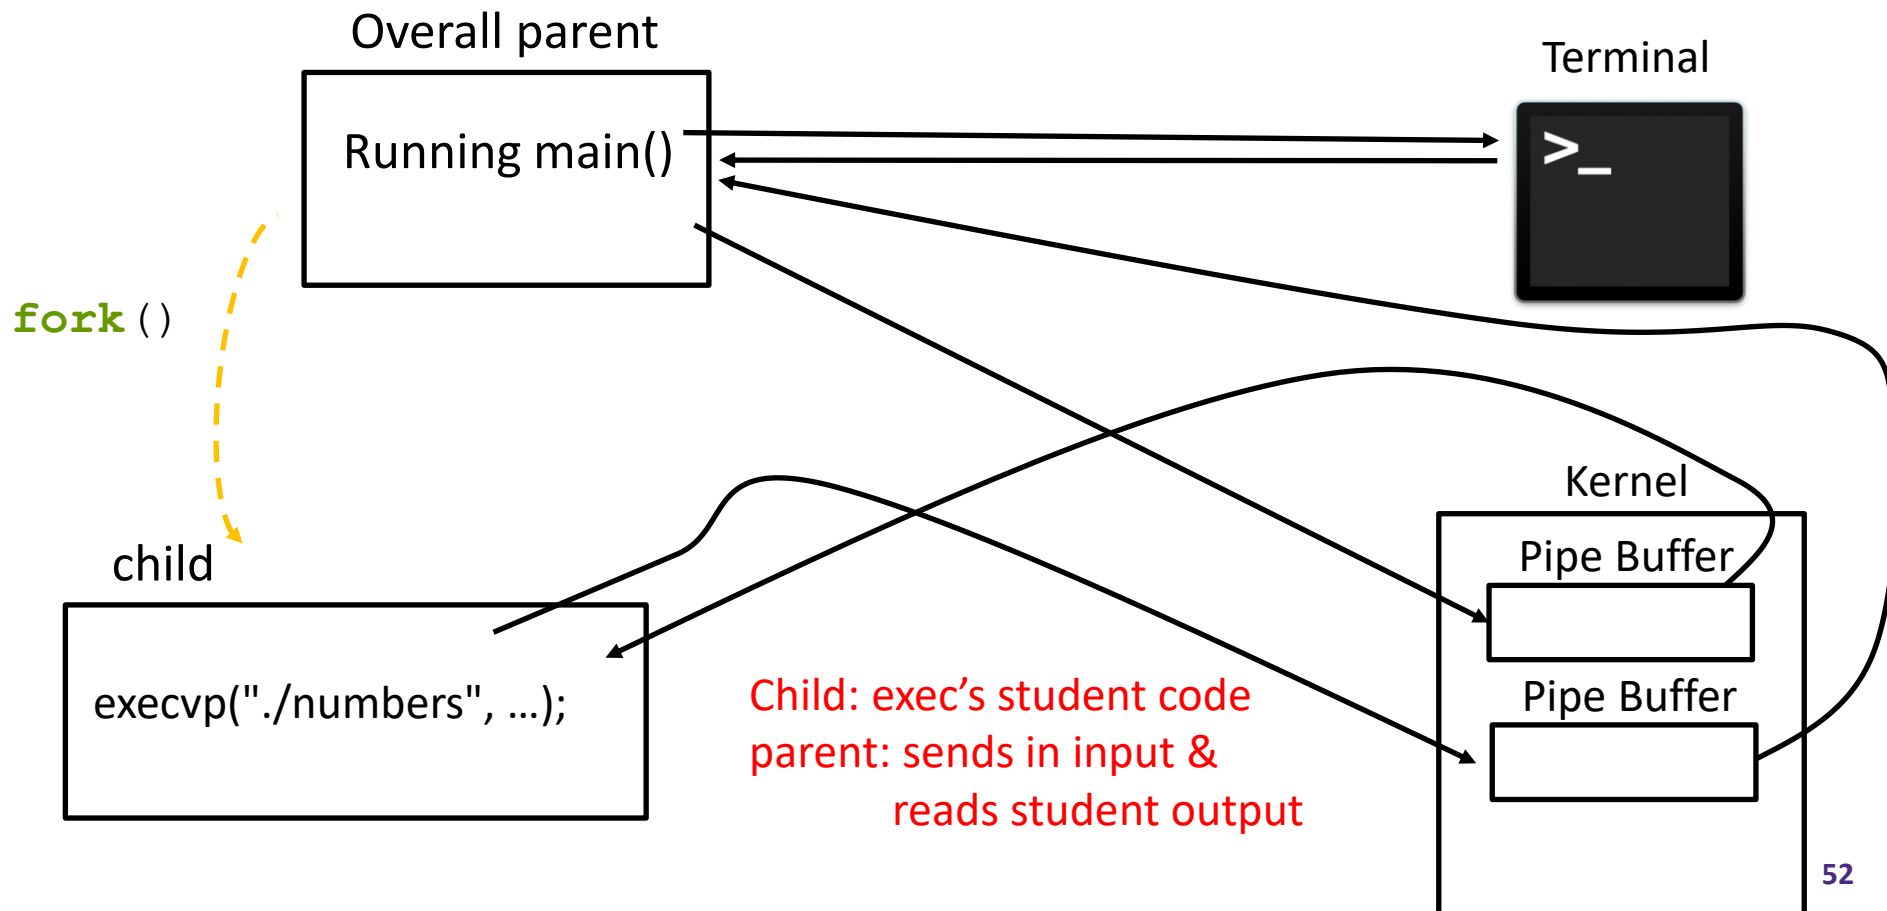 Overall parent
Terminal
Running main()
>_
fork()
Kernel
child
Pipe Buffer
execvp("./numbers", …);
Child: exec’s student code
Pipe Buffer
parent: sends in input &
reads student output
52